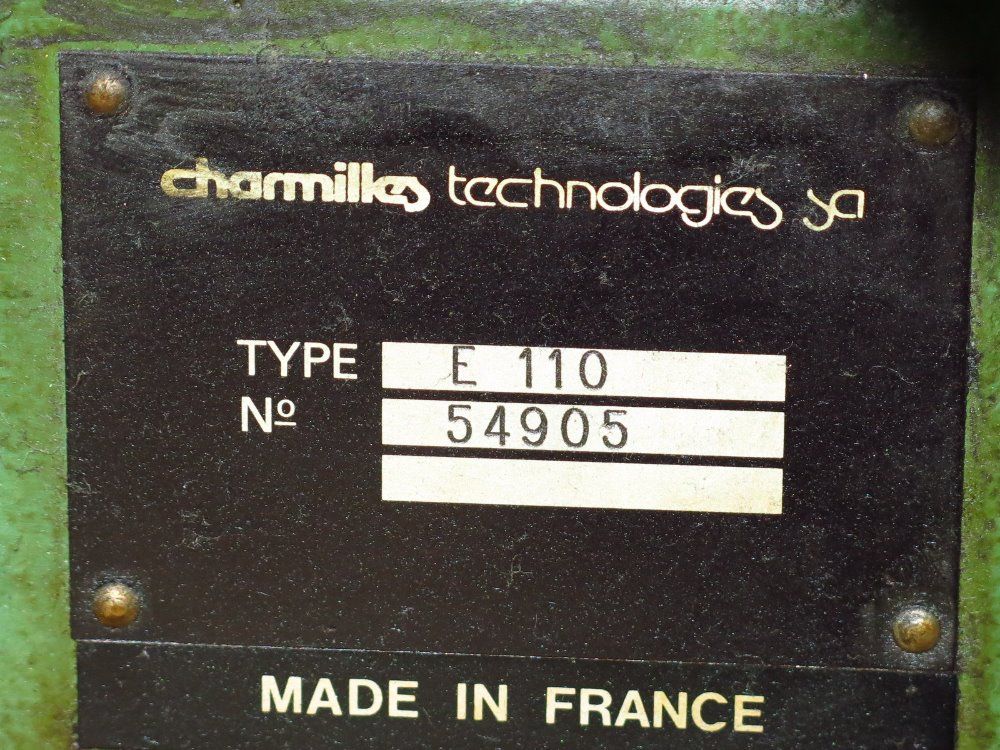 charmilles technologies sa
TYPE E 110
Nº 54905
MADE IN FRANCE